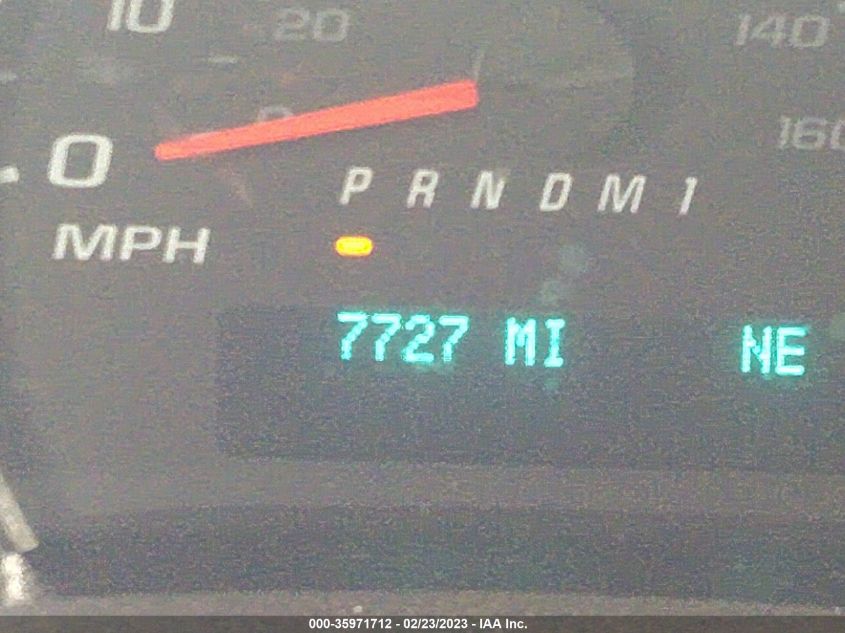 10 20 140
0 160
P R N D M 1
MPH
7727 MI NE
000-35971712 - 02/23/2023 - IAA Inc.